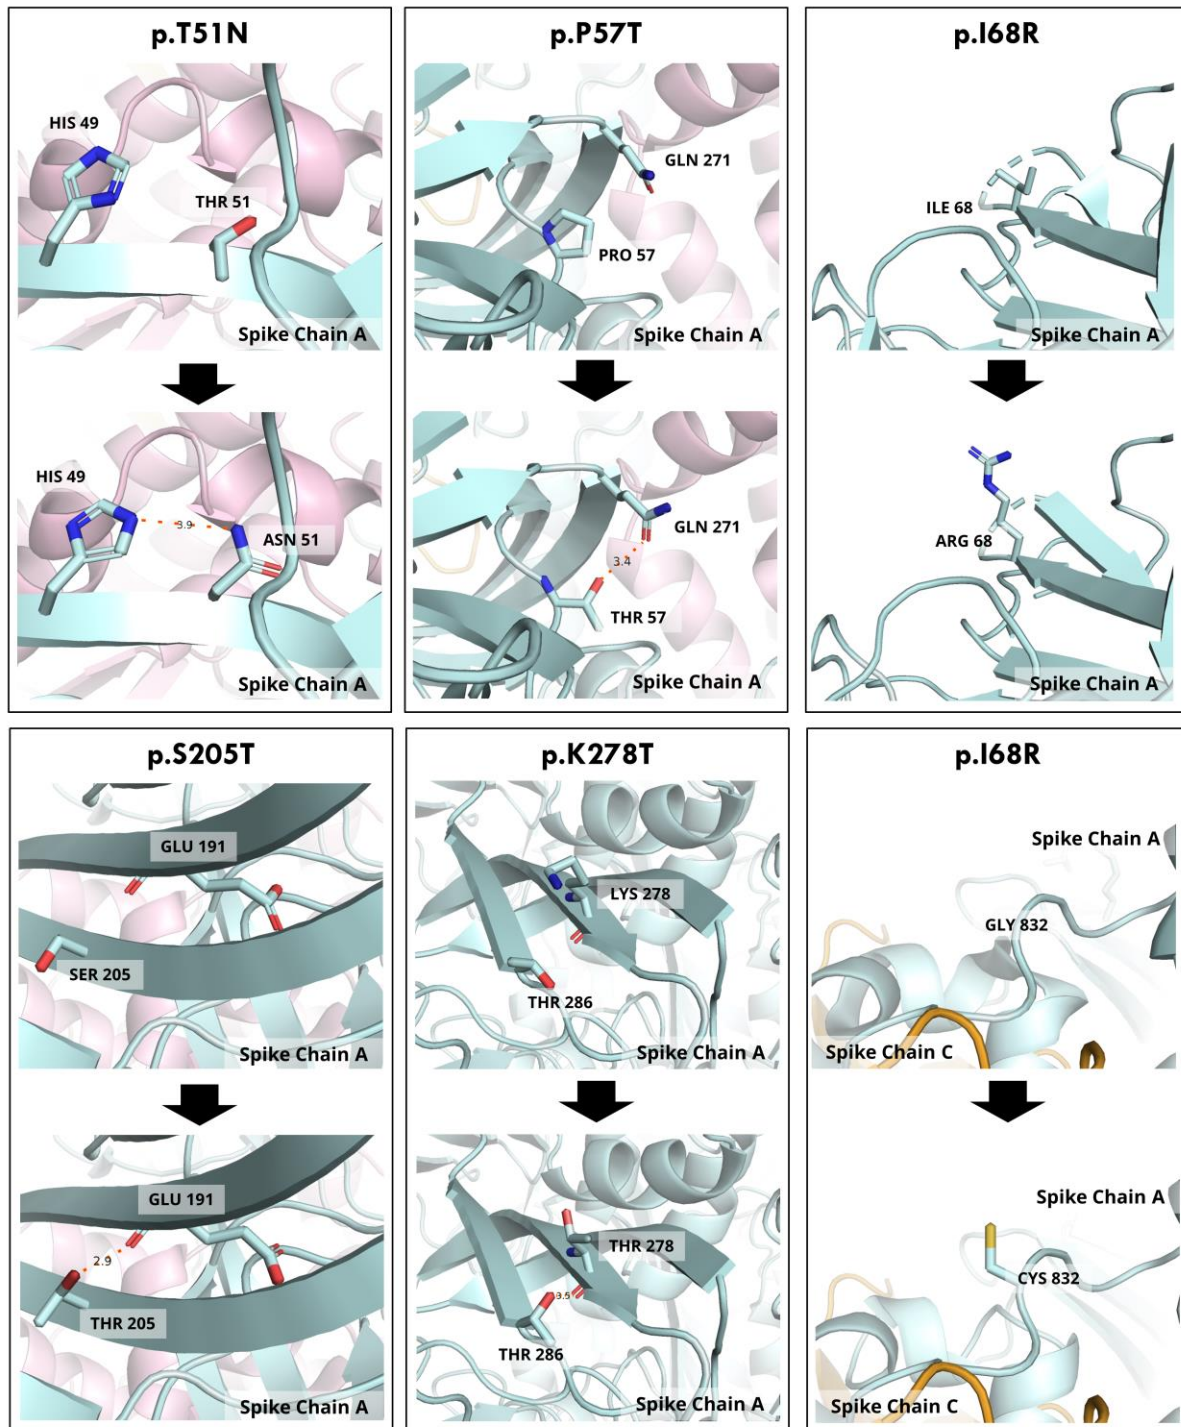 p.T51N
HIS 49
THR 51
Spike Chain A
HIS 49
3.9
ASN 51
Spike Chain A
p.P57T
GLN 271
PRO 57
Spike Chain A
GLN 271
3.4
THR 57
Spike Chain A
p.I68R
ILE 68
Spike Chain A
ARG 68
Spike Chain A
p.S205T
GLU 191
SER 205
Spike Chain A
GLU 191
2.9
THR 205
Spike Chain A
p.K278T
LYS 278
THR 286
Spike Chain A
THR 278
3.5
THR 286
Spike Chain A
p.I68R
Spike Chain A
GLY 832
Spike Chain C
Spike Chain A
CYS 832
Spike Chain C